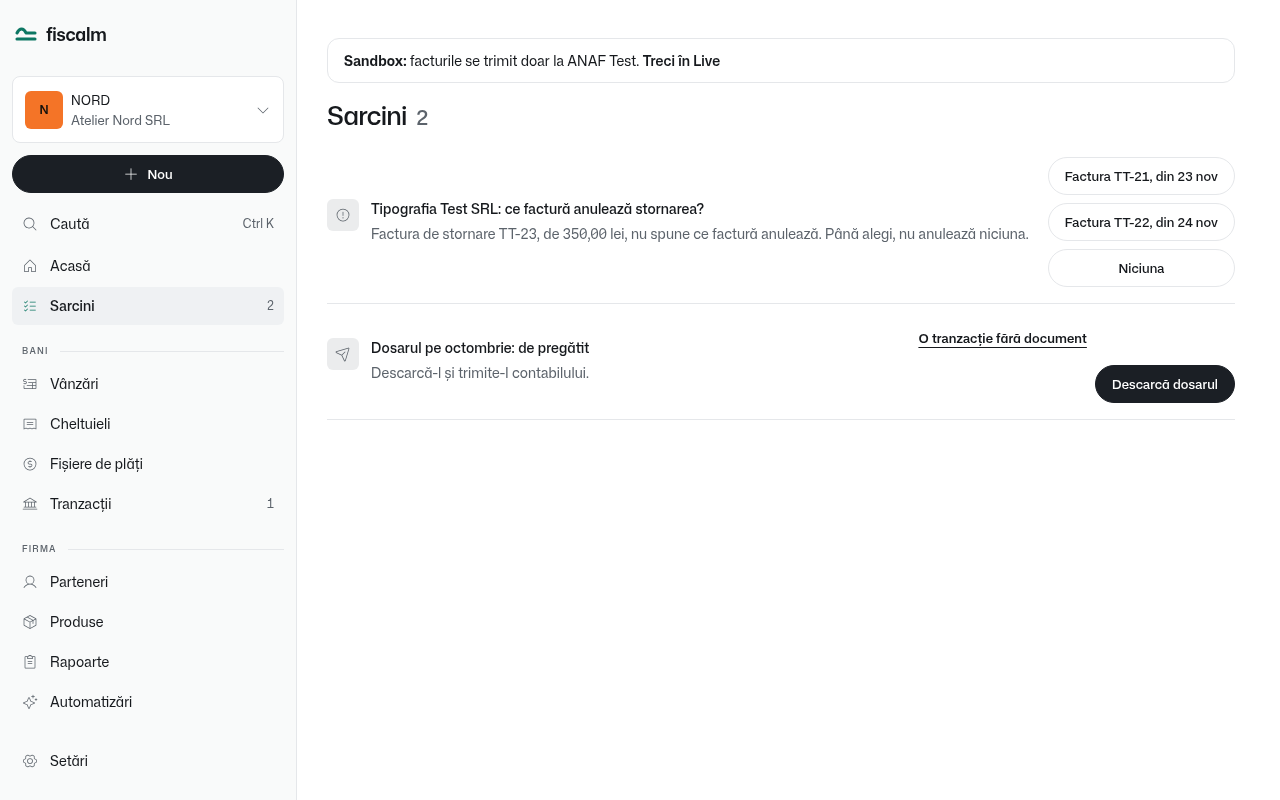 fiscalm
N
NORD
Atelier Nord SRL
Nou
Caută Ctrl K
Acasă
Sarcini 2
BANI
Vânzări
Cheltuieli
Fișiere de plăți
Tranzacții 1
FIRMA
Parteneri
Produse
Rapoarte
Automatizări
Setări
Sandbox: facturile se trimit doar la ANAF Test. Treci în Live
Sarcini 2
Tipografia Test SRL: ce factură anulează stornarea?
Factura de stornare TT-23, de 350,00 lei, nu spune ce factură anulează. Până alegi, nu anulează niciuna.
Factura TT-21, din 23 nov
Factura TT-22, din 24 nov
Niciuna
Dosarul pe octombrie: de pregătit
Descarcă-l și trimite-l contabilului.
O tranzacție fără document
Descarcă dosarul